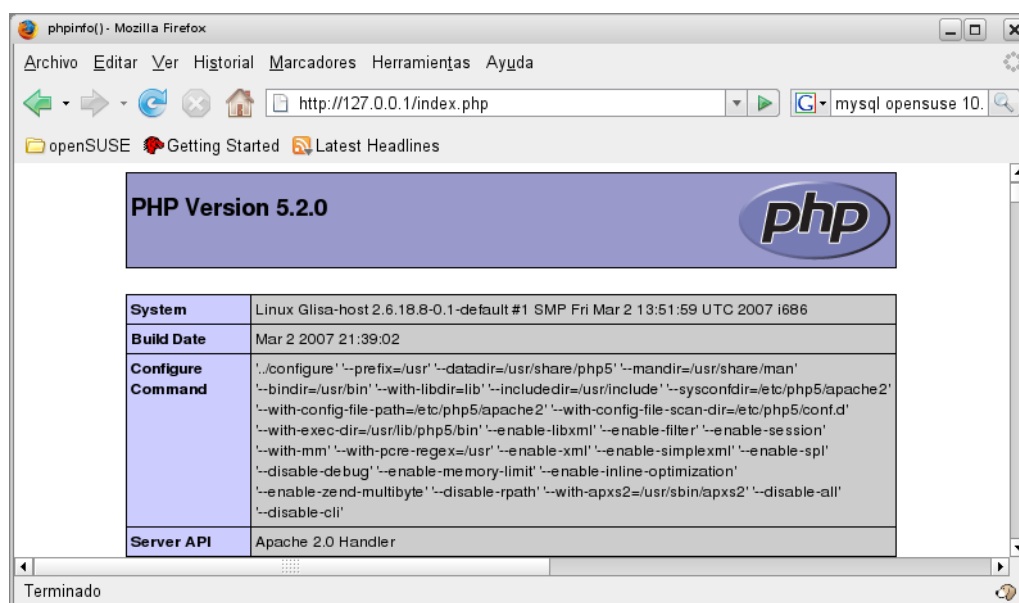 phpinfo() - Mozilla Firefox
Archivo Editar Ver Historial Marcadores Herramientas Ayuda
http://127.0.0.1/index.php
G
mysql opensuse 10.
openSUSE Getting Started Latest Headlines
PHP Version 5.2.0
php
System Linux Glisa-host 2.6.18.8-0.1-default #1 SMP Fri Mar 2 13:51:59 UTC 2007 i686
Build Date Mar 2 2007 21:39:02
Configure Command
'../configure' '--prefix=/usr' '--datadir=/usr/share/php5' '--mandir=/usr/share/man'
'--bindir=/usr/bin' '--with-libdir=lib' '--includedir=/usr/include' '--sysconfdir=/etc/php5/apache2'
'--with-config-file-path=/etc/php5/apache2' '--with-config-file-scan-dir=/etc/php5/conf.d'
'--with-exec-dir=/usr/lib/php5/bin' '--enable-libxml' '--enable-filter' '--enable-session'
'--with-mm' '--with-pcre-regex=/usr' '--enable-xml' '--enable-simplexml' '--enable-spl'
'--disable-debug' '--enable-memory-limit' '--enable-inline-optimization'
'--enable-zend-multibyte' '--disable-rpath' '--with-apxs2=/usr/sbin/apxs2' '--disable-all'
'--disable-cli'
Server API Apache 2.0 Handler
Terminado